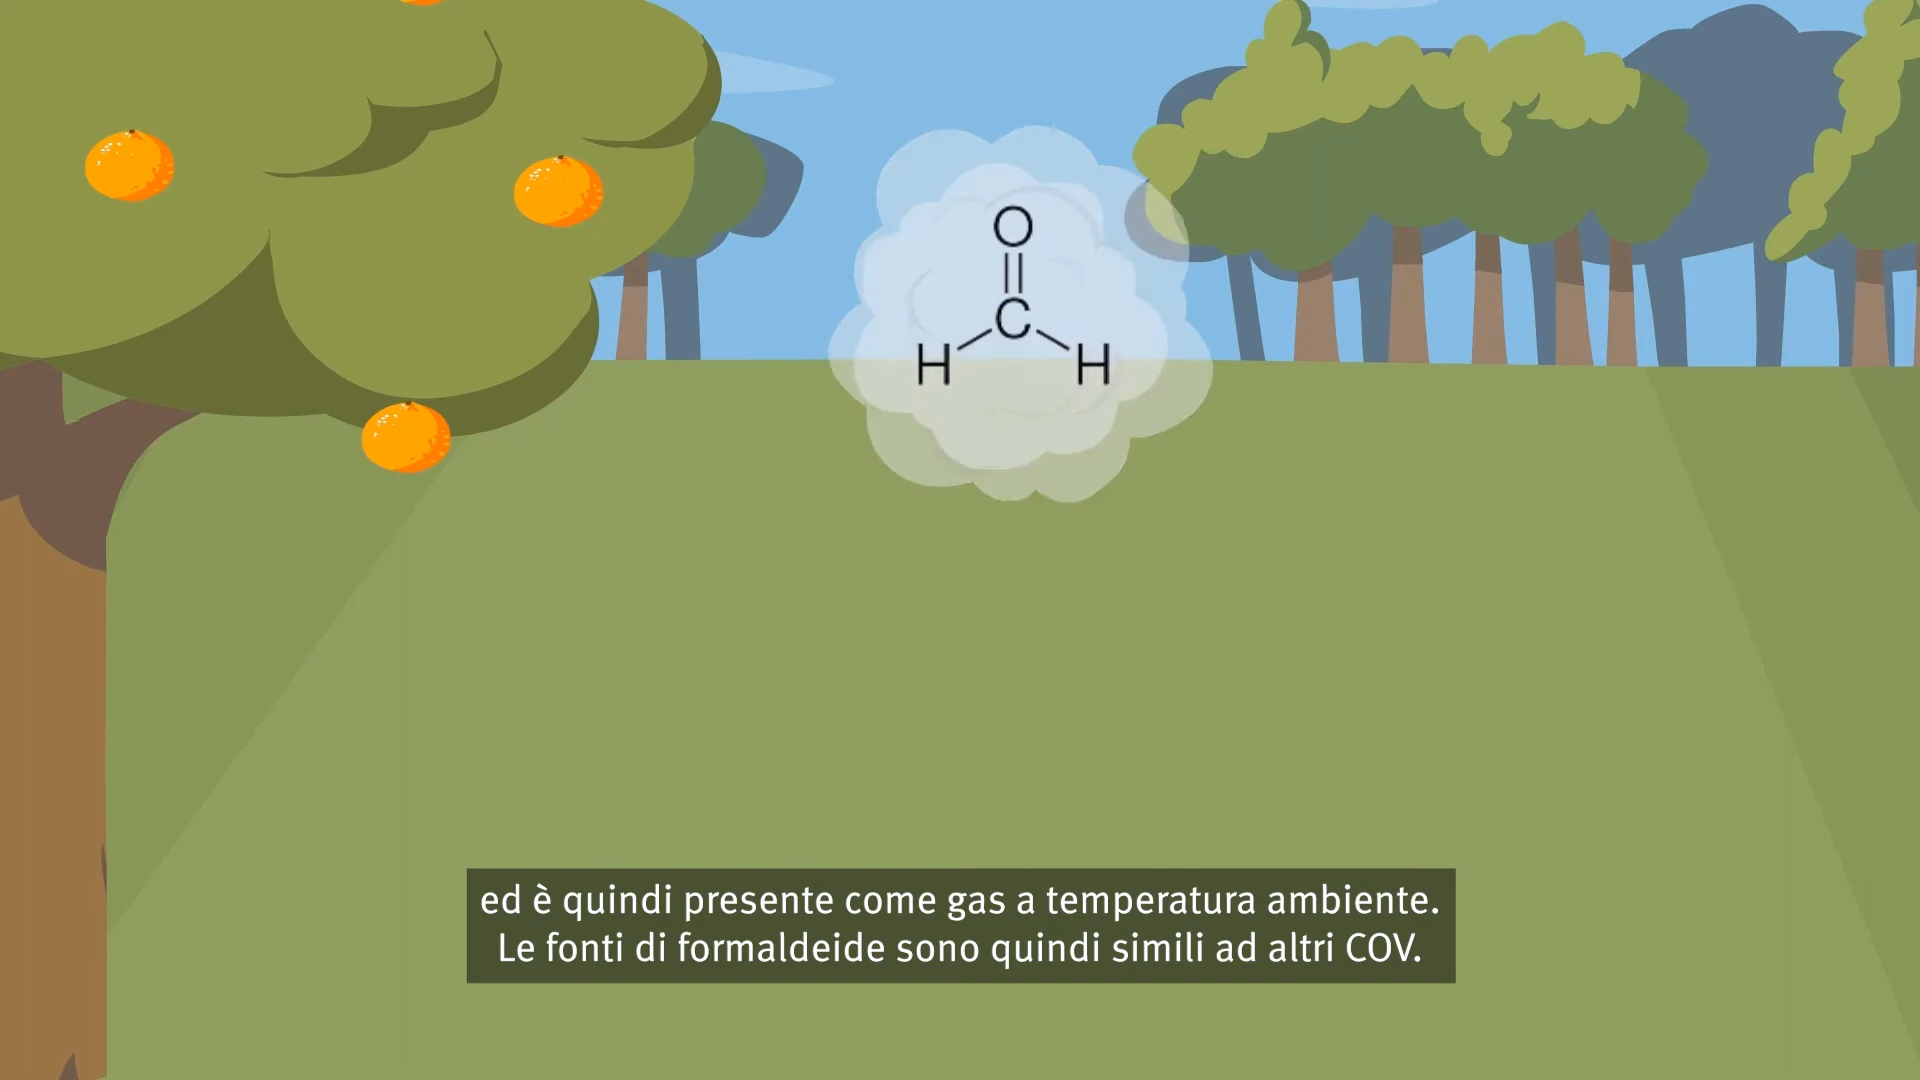 O
C
H H
ed è quindi presente come gas a temperatura ambiente.
Le fonti di formaldeide sono quindi simili ad altri COV.